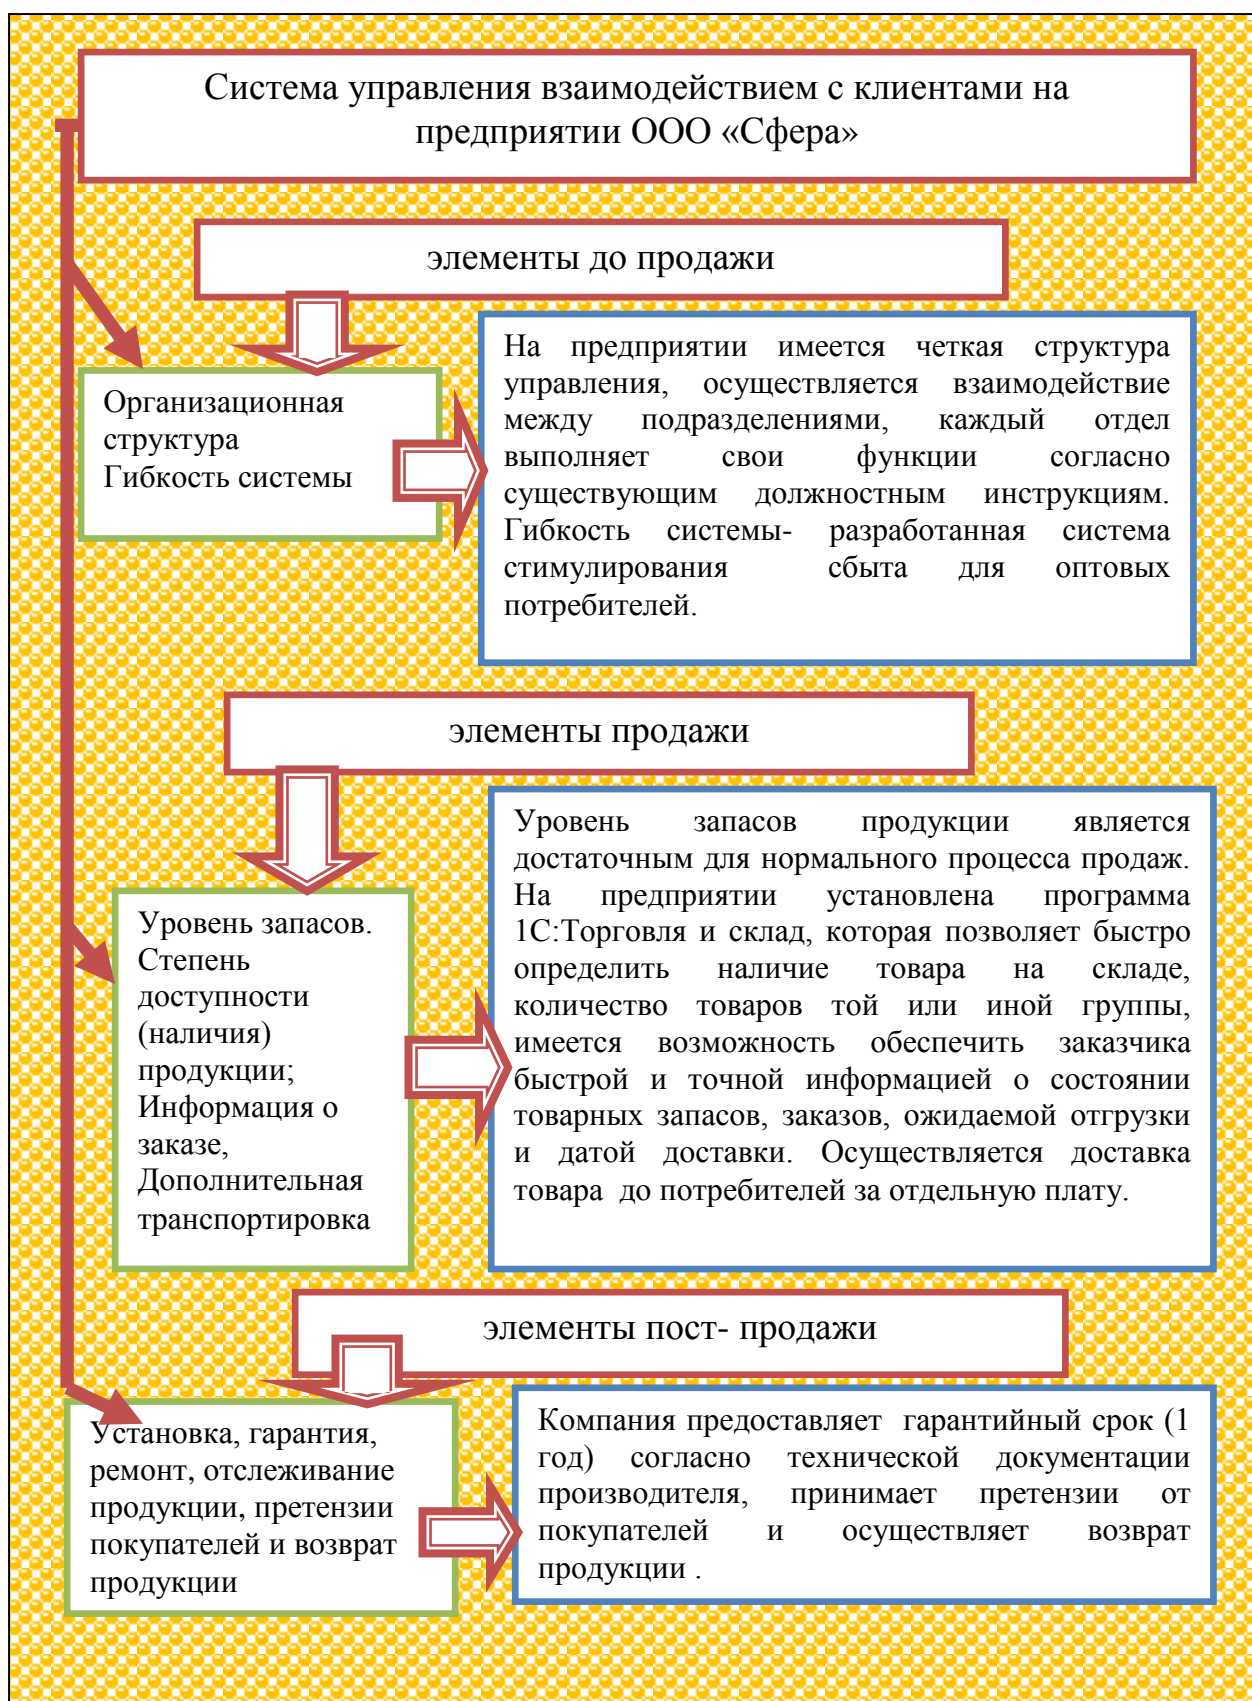 Система управления взаимодействием с клиентами на
предприятии ООО «Сфера»
элементы до продажи
Организационная
структура
Гибкость системы
На предприятии имеется четкая структура
управления, осуществляется взаимодействие
между подразделениями, каждый отдел
выполняет свои функции согласно
существующим должностным инструкциям.
Гибкость системы- разработанная система
стимулирования сбыта для оптовых
потребителей.
элементы продажи
Уровень запасов.
Степень
доступности
(наличия)
продукции;
Информация о
заказе,
Дополнительная
транспортировка
Уровень запасов продукции является
достаточным для нормального процесса продаж.
На предприятии установлена программа
1С:Торговля и склад, которая позволяет быстро
определить наличие товара на складе,
количество товаров той или иной группы,
имеется возможность обеспечить заказчика
быстрой и точной информацией о состоянии
товарных запасов, заказов, ожидаемой отгрузки
и датой доставки. Осуществляется доставка
товара до потребителей за отдельную плату.
элементы пост- продажи
Установка, гарантия,
ремонт, отслеживание
продукции, претензии
покупателей и возврат
продукции
Компания предоставляет гарантийный срок (1
год) согласно технической документации
производителя, принимает претензии от
покупателей и осуществляет возврат
продукции .